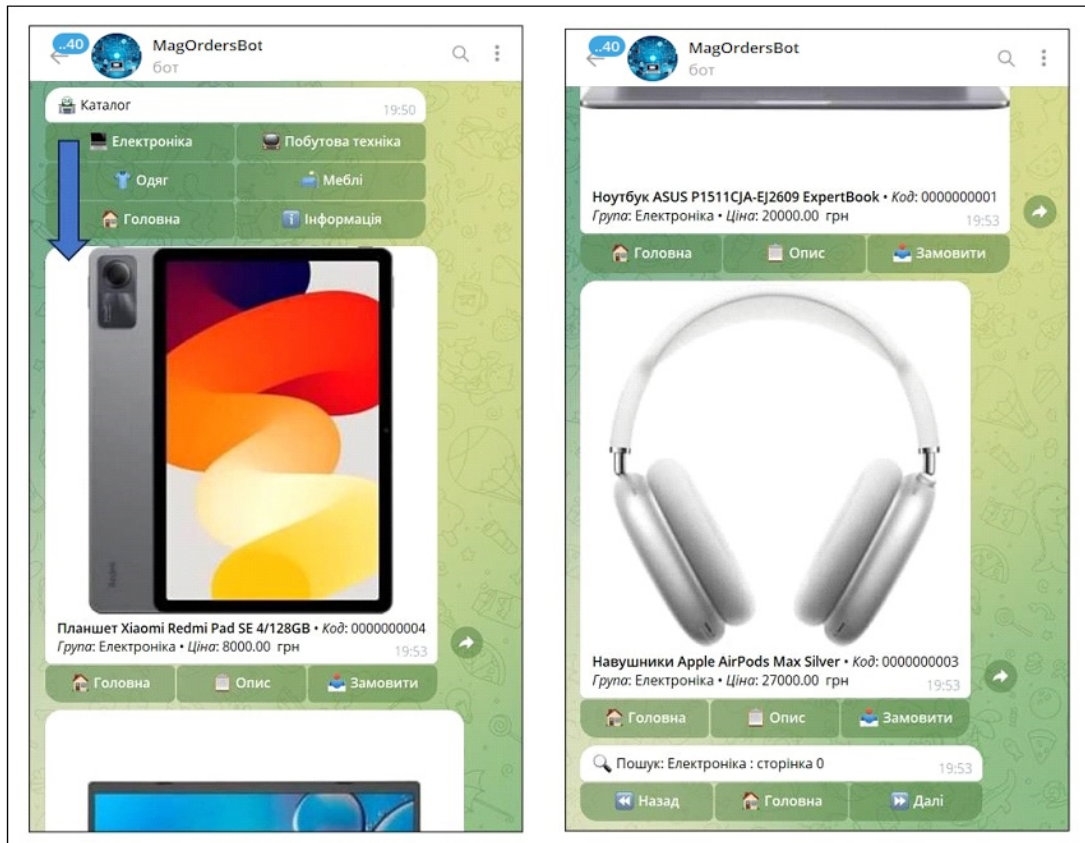 ..40
MagOrdersBot
бот
Каталог
19:50
Електроніка
Побутова техніка
Одяг
Меблі
Головна
Інформація
Redmi
Планшет Xiaomi Redmi Pad SE 4/128GB • Код: 0000000004
Група: Електроніка • Ціна: 8000.00 грн
19:53
Головна
Опис
Замовити
..40
MagOrdersBot
бот
Ноутбук ASUS P1511CJA-EJ2609 ExpertBook • Код: 0000000001
Група: Електроніка • Ціна: 20000.00 грн
19:53
Головна
Опис
Замовити
Навушники Apple AirPods Max Silver • Код: 0000000003
Група: Електроніка • Ціна: 27000.00 грн
19:53
Головна
Опис
Замовити
Пошук: Електроніка : сторінка 0
19:53
Назад
Головна
Далі